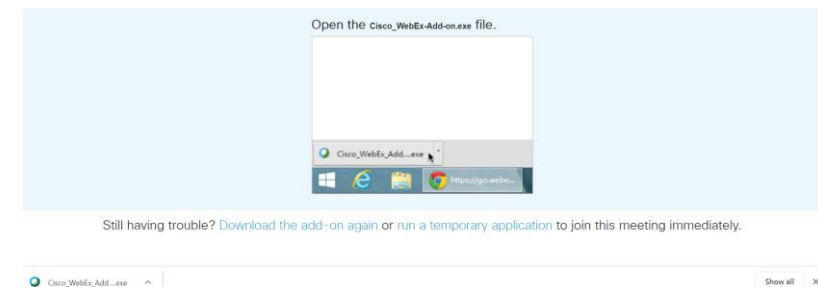 Open the Cisco_WebEx-Add-on.exe file.
Cisco_WebEx_Add....exe
https://go.webe...
Still having trouble? Download the add-on again or run a temporary application to join this meeting immediately.
Cisco_WebEx_Add....exe
Show all